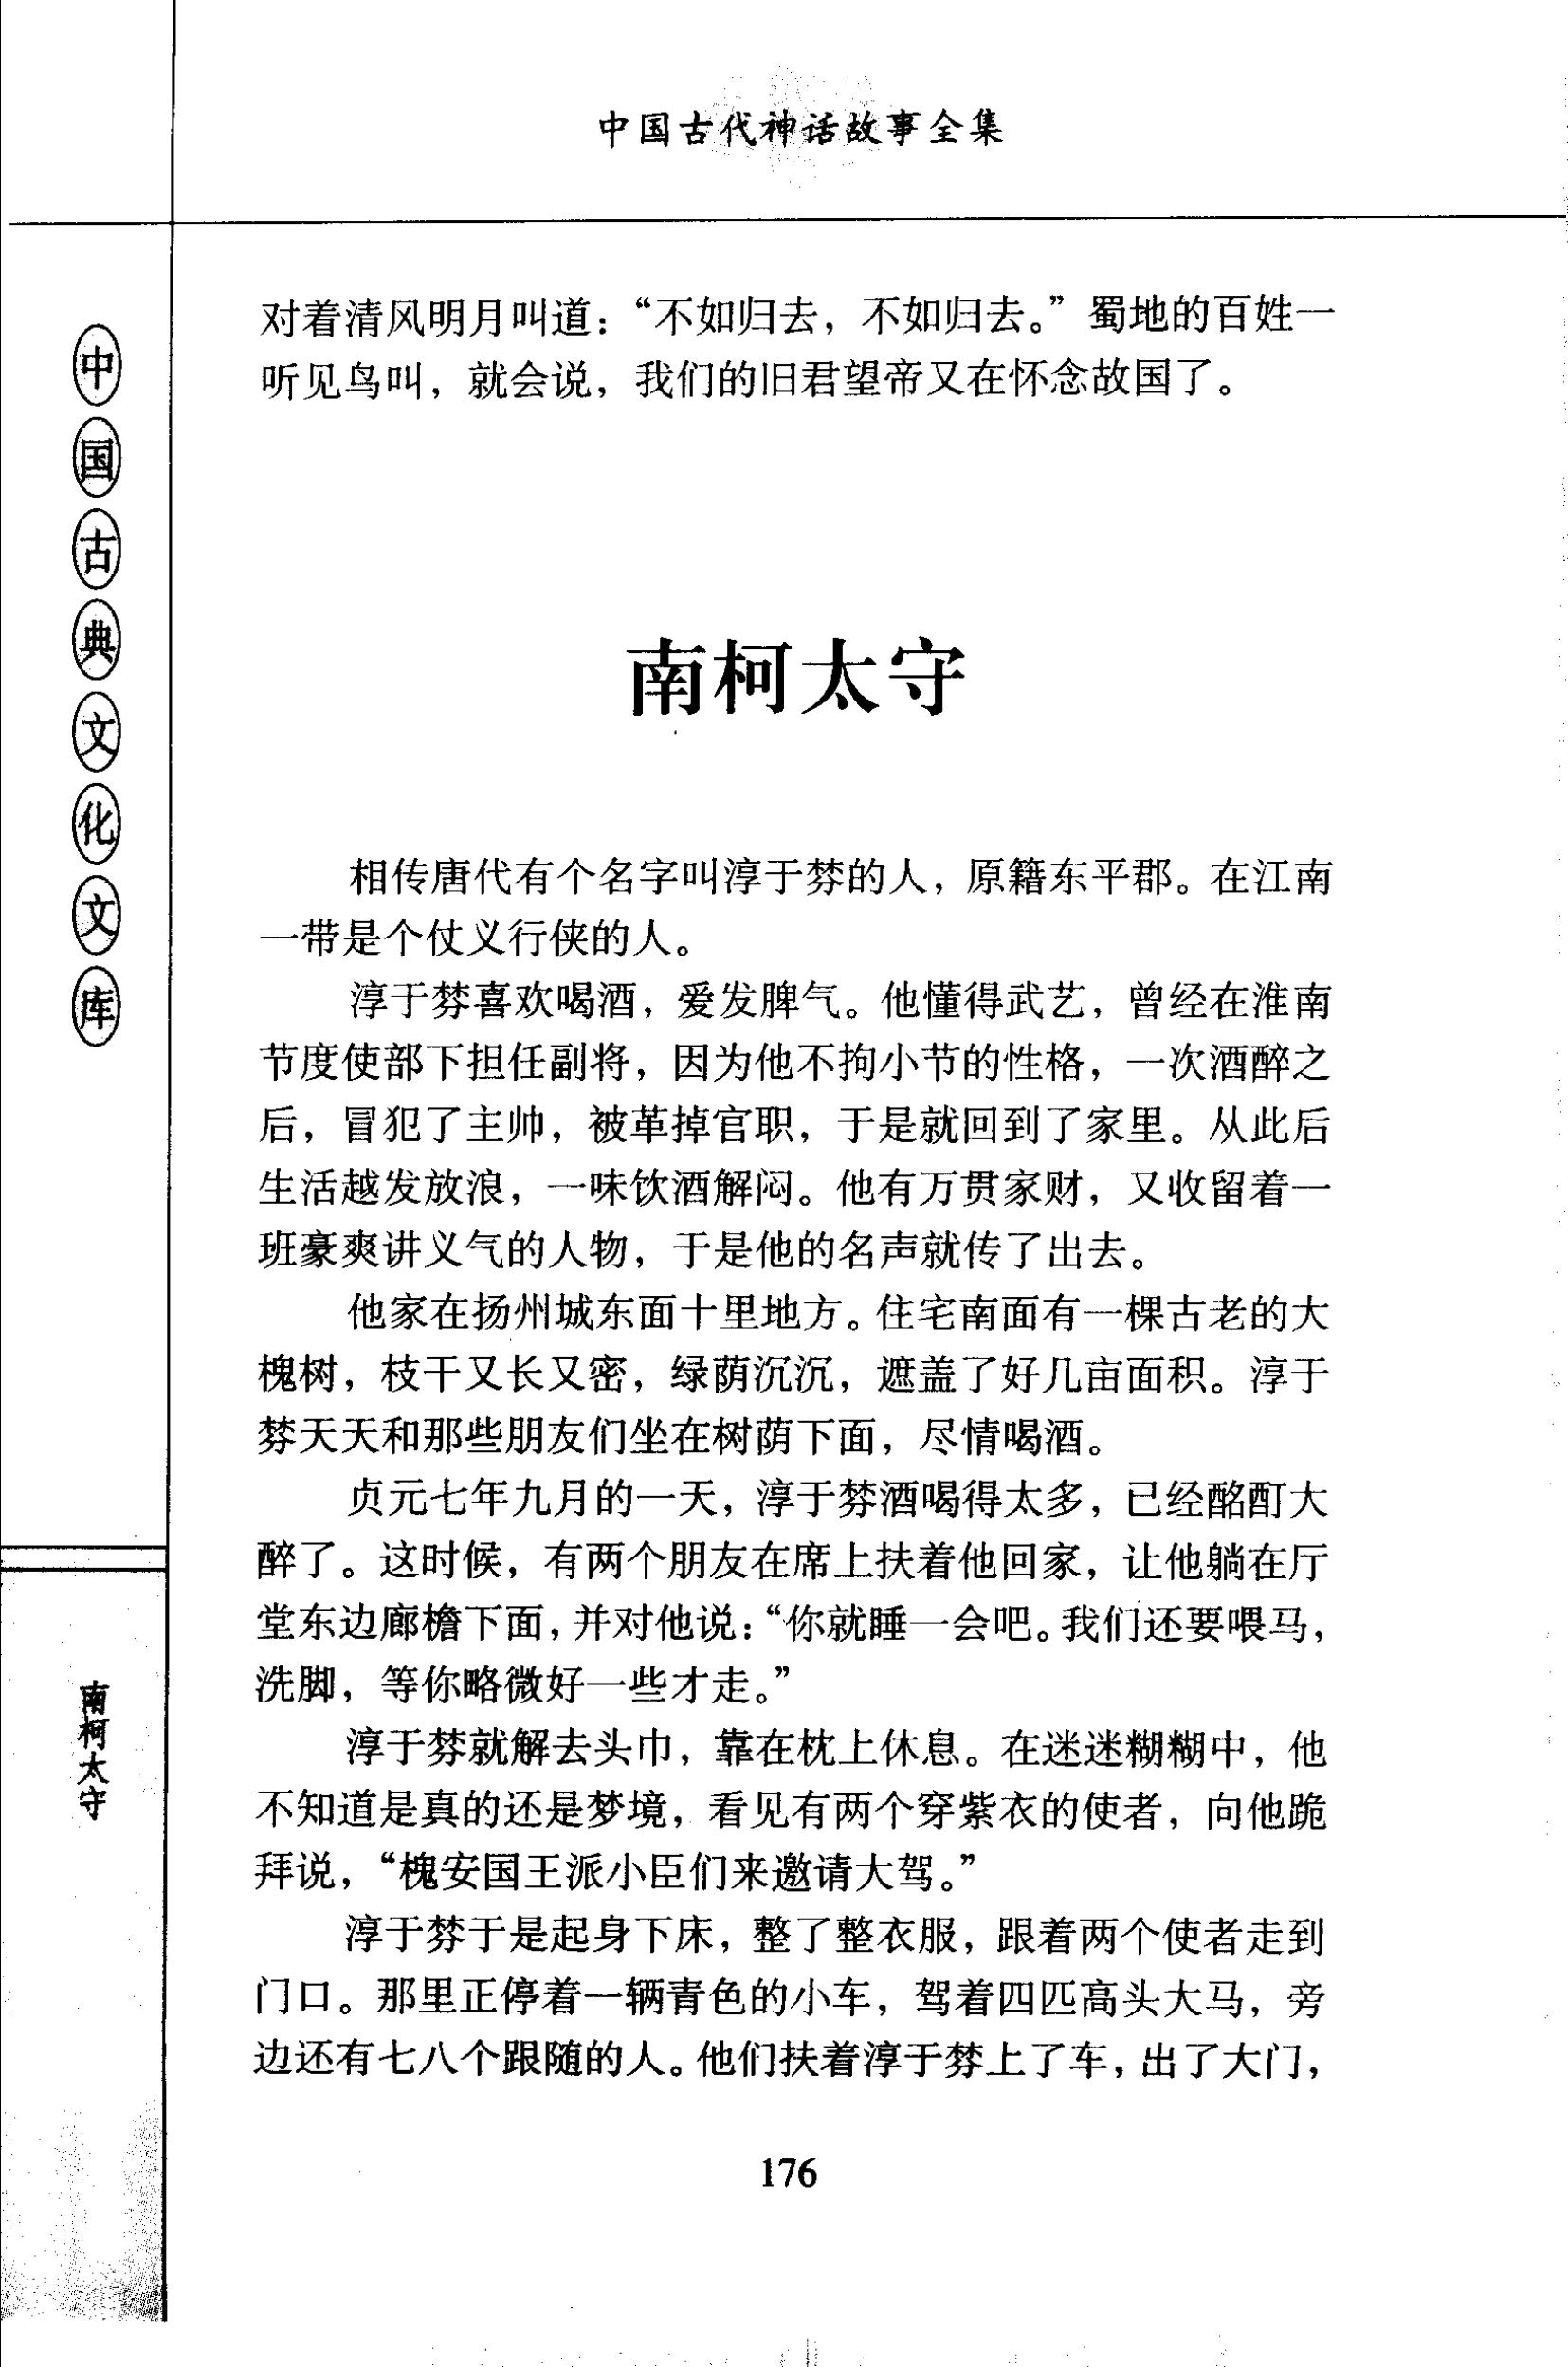 中国古代神话故事全集
对着清风明月叫道：“不如归去，不如归去。”蜀地的百姓一
听见鸟叫，就会说，我们的旧君望帝又在怀念故国了。
南柯太守
相传唐代有个名字叫淳于棼的人，原籍东平郡。在江南
一带是个仗义行侠的人。
淳于棼喜欢喝酒，爱发脾气。他懂得武艺，曾经在淮南
节度使部下担任副将，因为他不拘小节的性格，一次酒醉之
后，冒犯了主帅，被革掉官职，于是就回到了家里。从此后
生活越发放浪，一味饮酒解闷。他有万贯家财，又收留着一
班豪爽讲义气的人物，于是他的名声就传了出去。
他家在扬州城东面十里地方。住宅南面有一棵古老的大
槐树，枝干又长又密，绿荫沉沉，遮盖了好几亩面积。淳于
棼天天和那些朋友们坐在树荫下面，尽情喝酒。
贞元七年九月的一天，淳于棼酒喝得太多，已经酩酊大
醉了。这时候，有两个朋友在席上扶着他回家，让他躺在厅
堂东边廊檐下面，并对他说：“你就睡一会吧。我们还要喂马，
洗脚，等你略微好一些才走。”
淳于棼就解去头巾，靠在枕上休息。在迷迷糊糊中，他
不知道是真的还是梦境，看见有两个穿紫衣的使者，向他跪
拜说，“槐安国王派小臣们来邀请大驾。”
淳于棼于是起身下床，整了整衣服，跟着两个使者走到
门口。那里正停着一辆青色的小车，驾着四匹高头大马，旁
边还有七八个跟随的人。他们扶着淳于棼上了车，出了大门，
176
中国古典文化文库
南柯太守